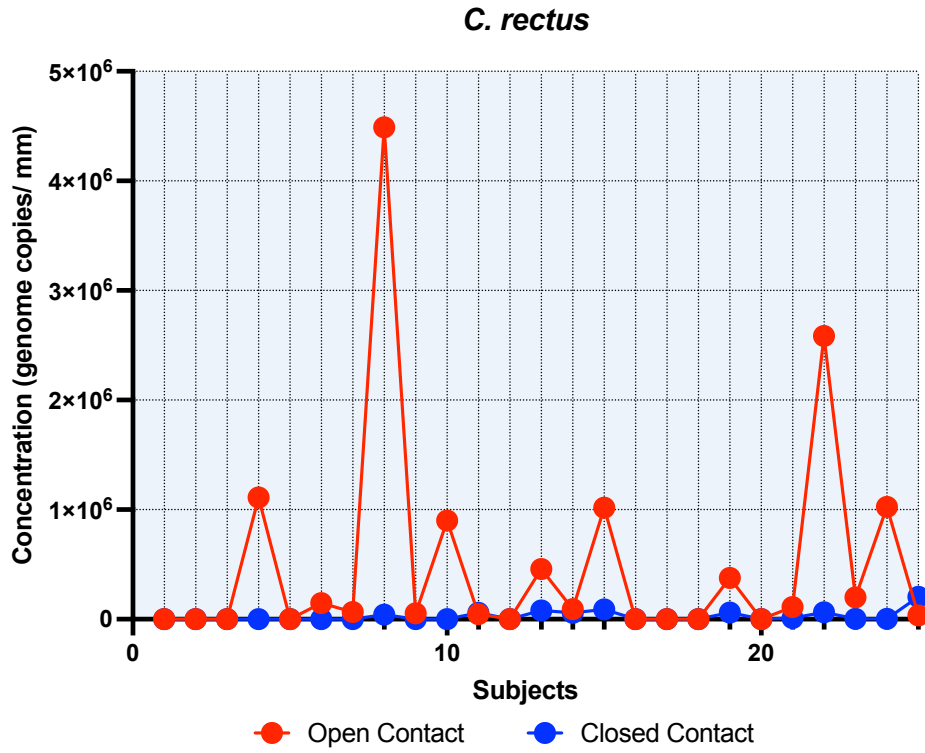 C. rectus
Concentration (genome copies/ mm)
5×10⁶
4×10⁶
3×10⁶
2×10⁶
1×10⁶
0
0 10 20
Subjects
Open Contact Closed Contact